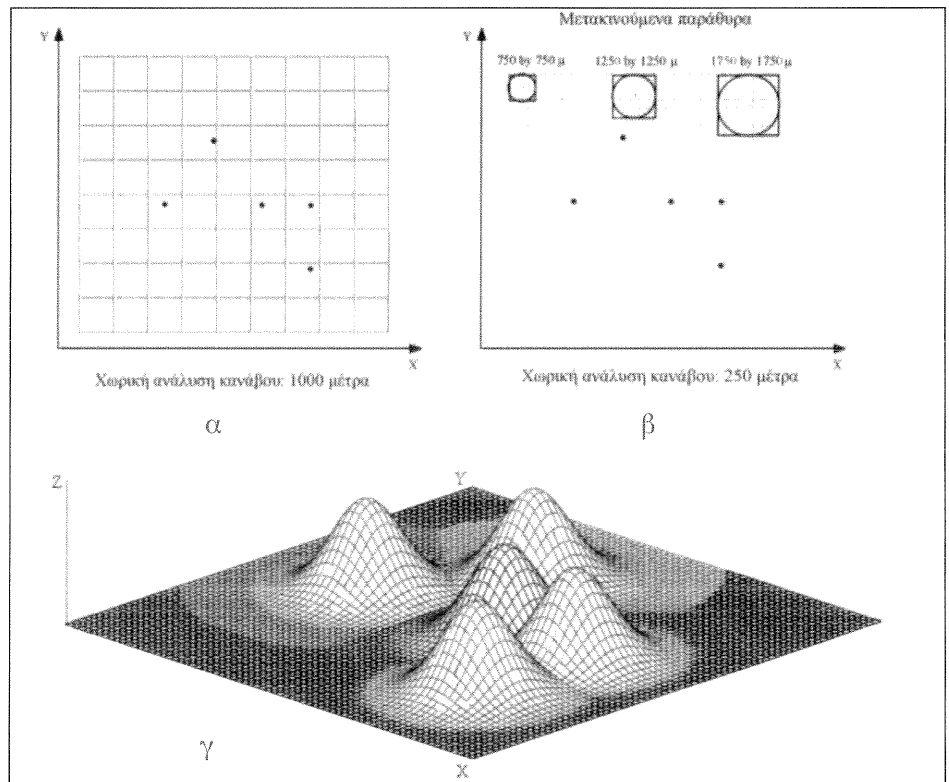 Μετακινούμενα παράθυρα
Y
Y
750 by 750 μ
1250 by 1250 μ
1750 by 1750 μ
X
X
Χωρική ανάλυση κανάβου: 1000 μέτρα
Χωρική ανάλυση κανάβου: 250 μέτρα
α
β
Z
Y
γ
X